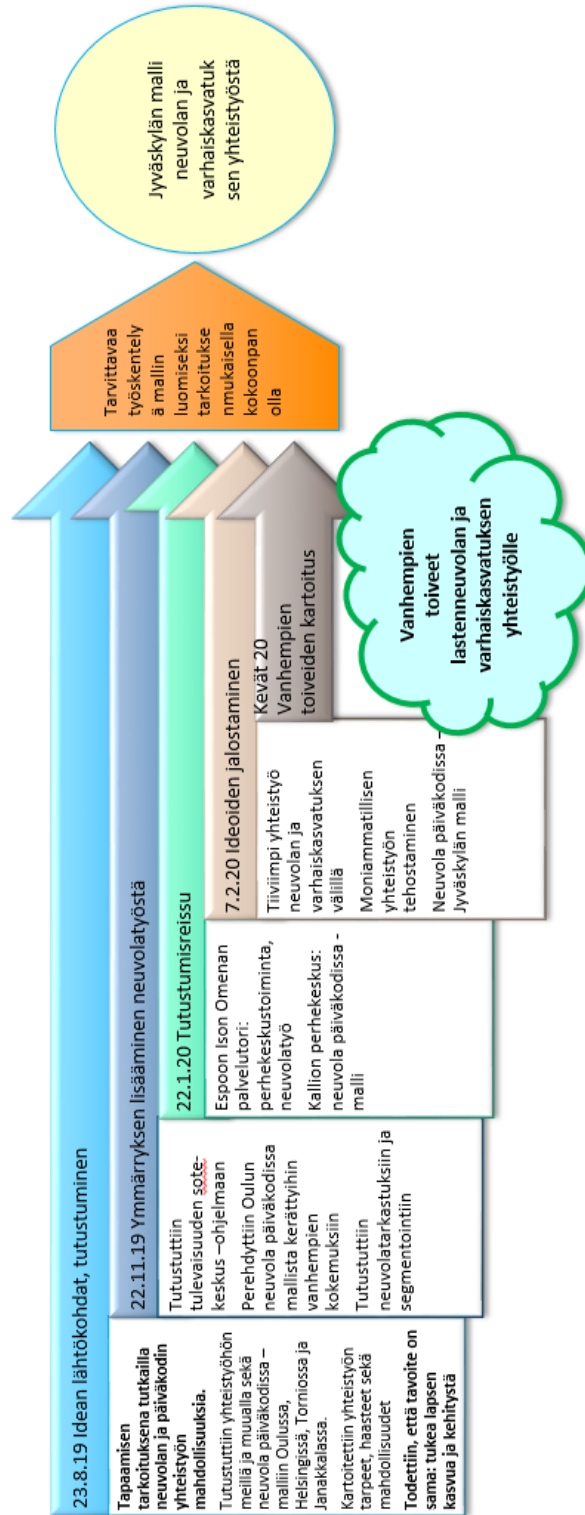 23.8.19 Idean lähtökohdat, tutustuminen
Tapaamisen
tarkoituksena tutkailla
neuvolan ja päiväkodin
yhteistyön
mahdollisuuksia.
Tutustuttiin yhteistyöhön
meillä ja muualla sekä
neuvola päiväkodissa –
malliin Oulussa,
Helsingissä, Torniossa ja
Janakkalassa.
Kartoitettiin yhteistyön
tarpeet, haasteet sekä
mahdollisuudet
Todettiin, että tavoite on
sama: tukea lapsen
kasvua ja kehitystä
22.11.19 Ymmärryksen lisääminen neuvolatyöstä
Tutustuttiin
tulevaisuuden sote-
keskus –ohjelmaan
Perehdyttiin Oulun
neuvola päiväkodissa
mallista kerättyihin
vanhempien
kokemuksiin
Tutustuttiin
neuvolatarkastuksiin ja
segmentointiin
22.1.20 Tutustumisreissu
Espoon Ison Omenan
palvelutori:
perhekeskustoiminta,
neuvolatyö
Kallion perhekeskus:
neuvola päiväkodissa -
malli
7.2.20 Ideoiden jalostaminen
Tiiviimpi yhteistyö
neuvolan ja
varhaiskasvatuksen
välillä
Moniammatillisen
yhteistyön
tehostaminen
Neuvola päiväkodissa –
Jyväskylän malli
Kevät 20
Vanhempien
toiveiden kartoitus
Vanhempien
toiveet
lastenneuvolan ja
varhaiskasvatuksen
yhteistyölle
Tarvittavaa
työskentely
ä mallin
luomiseksi
tarkoitukse
nmukaisella
kokoonpan
olla
Jyväskylän malli
neuvolan ja
varhaiskasvatuk
sen yhteistyöstä